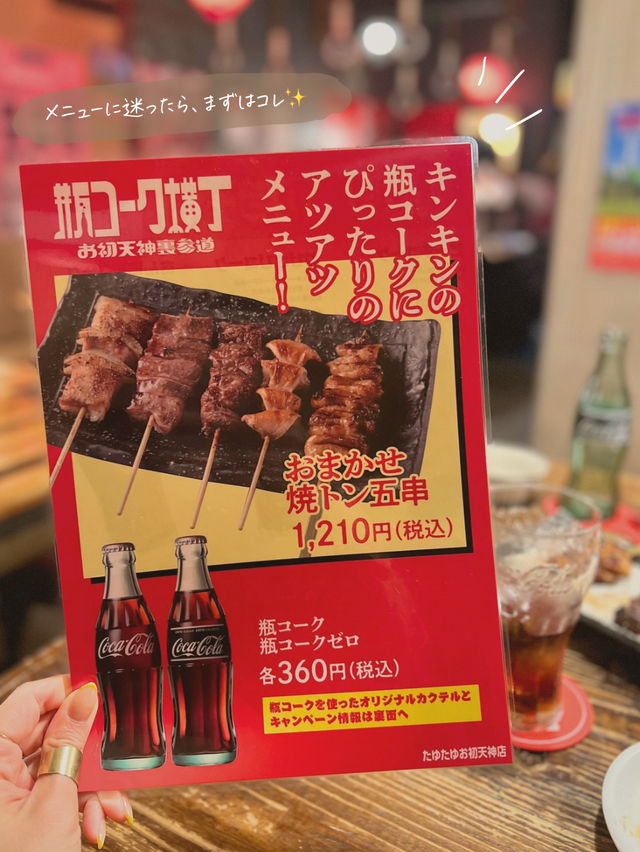 メニューに迷ったら、まずはコレ✨
瓶コーク横丁
お初天神裏参道
キンキンの
瓶コークに
ぴったりの
アツアツ
メニュー!
おまかせ
焼トン五串
1,210円(税込)
Coca-Cola
Coca-Cola
瓶コーク
瓶コークゼロ
各360円(税込)
瓶コークを使ったオリジナルカクテルと
キャンペーン情報は裏面へ
たゆたゆお初天神店